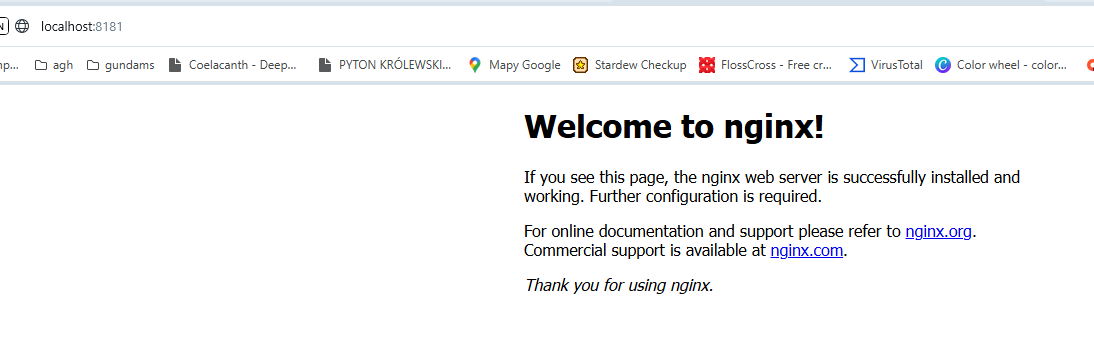 N localhost:8181
mp... agh gundams Coelacanth - Deep... PYTON KRÓLEWSKI... Mapy Google Stardew Checkup FlossCross - Free cr... VirusTotal Color wheel - color...
Welcome to nginx!
If you see this page, the nginx web server is successfully installed and
working. Further configuration is required.
For online documentation and support please refer to nginx.org.
Commercial support is available at nginx.com.
Thank you for using nginx.